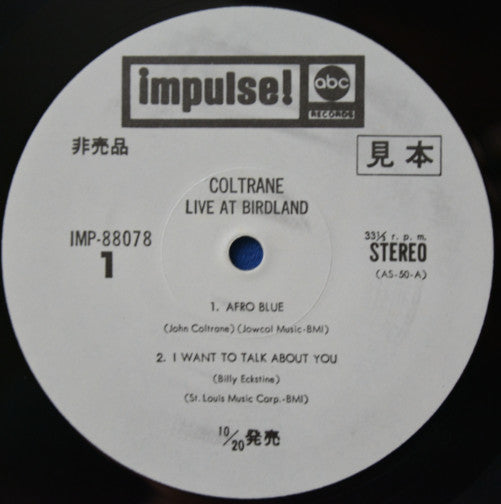 impulse!
abc
RECORDS
非売品
見本
COLTRANE
LIVE AT BIRDLAND
IMP-88078
1
33⅓ r. p. m.
STEREO
(AS-50-A)
1. AFRO BLUE
(John Coltrane) (Jowcol Music-BMI)
2. I WANT TO TALK ABOUT YOU
(Billy Eckstine)
(St. Louis Music Corp.-BMI)
10/20発売